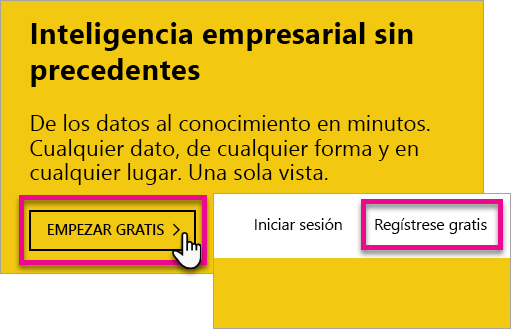 Inteligencia empresarial sin
precedentes
De los datos al conocimiento en minutos.
Cualquier dato, de cualquier forma y en
cualquier lugar. Una sola vista.
EMPEZAR GRATIS
Iniciar sesión
Regístrese gratis